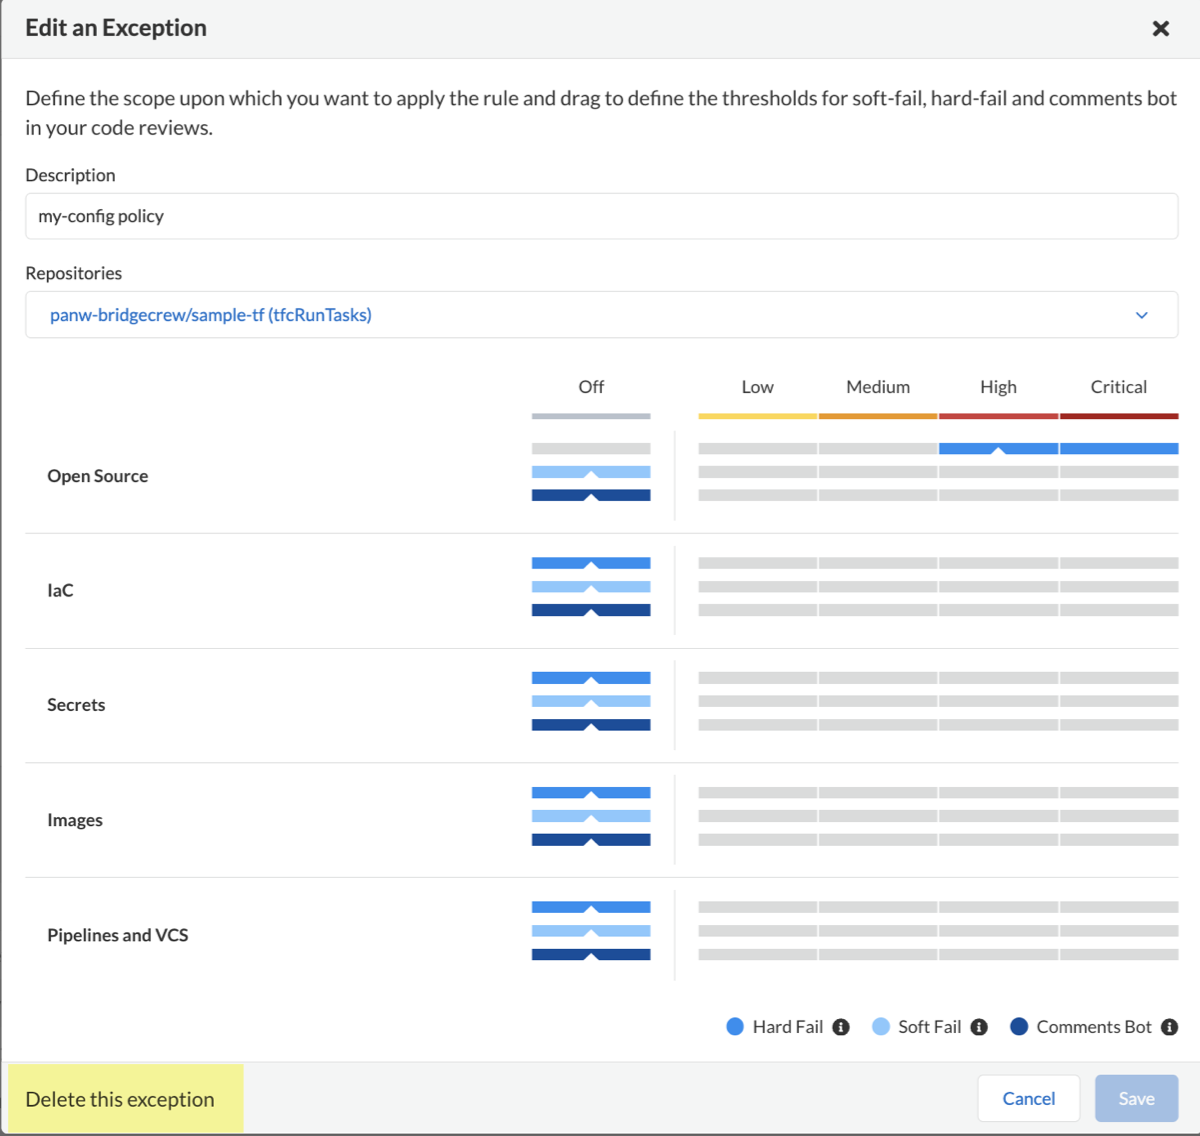 Edit an Exception
Define the scope upon which you want to apply the rule and drag to define the thresholds for soft-fail, hard-fail and comments bot
in your code reviews.
Description
my-config policy
Repositories
panw-bridgecrew/sample-tf (tfcRunTasks)
Off Low Medium High Critical
Open Source
IaC
Secrets
Images
Pipelines and VCS
Hard Fail Soft Fail Comments Bot
Delete this exception Cancel Save